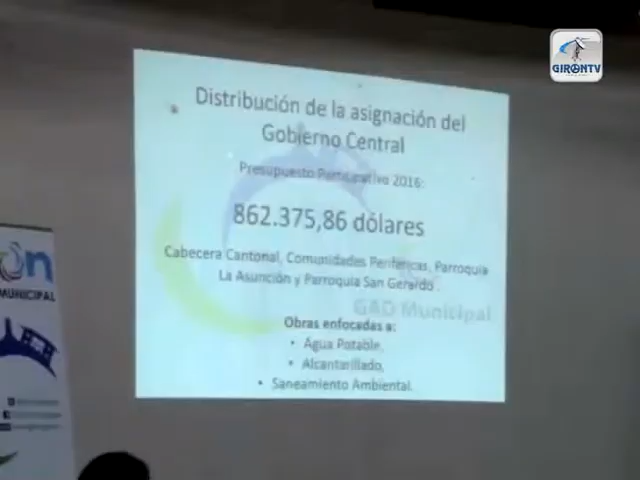 GIRONTV
Distribución de la asignación del
Gobierno Central
Presupuesto Participativo 2016:
862.375,86 dólares
Cabecera Cantonal, Comunidades Periféricas, Parroquia
La Asunción y Parroquia San Gerardo.
GAD Municipal
Obras enfocadas a:
• Agua Potable,
• Alcantarillado,
• Saneamiento Ambiental.
ón
MUNICIPAL